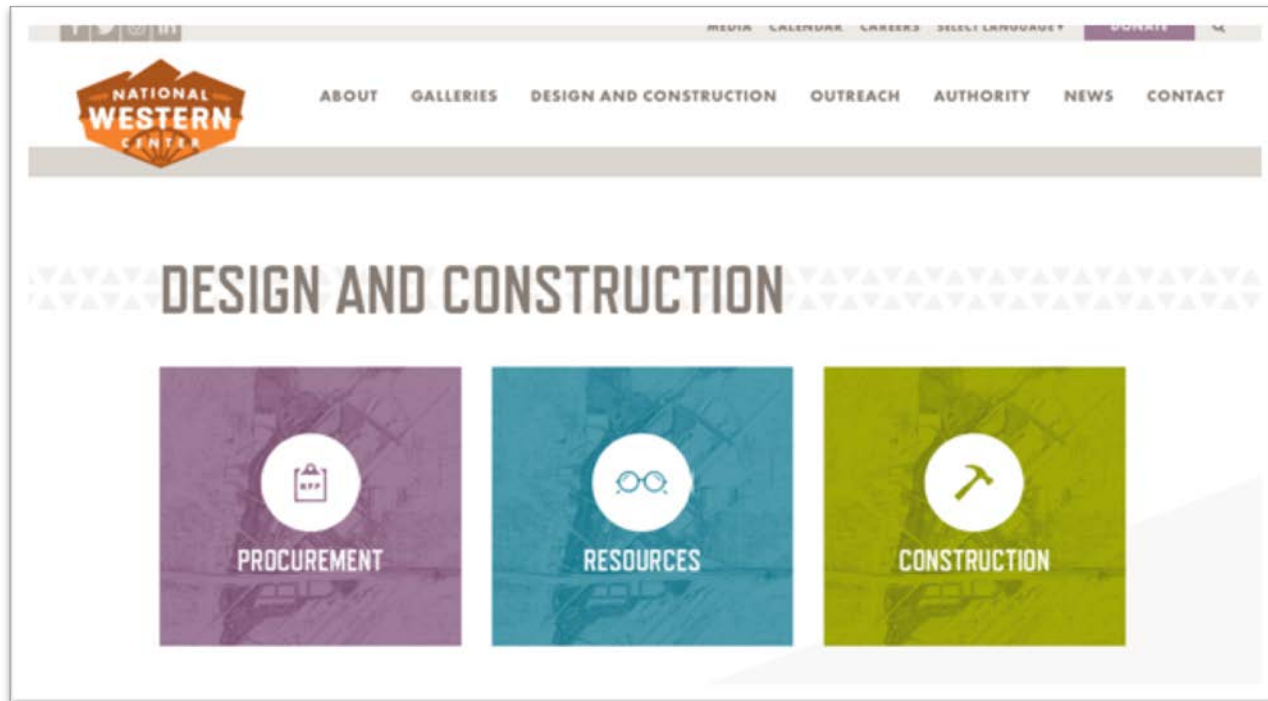 MEDIA CALENDAR CAREERS SELECT LANGUAGE DONATE
NATIONAL
WESTERN
CENTER
ABOUT GALLERIES DESIGN AND CONSTRUCTION OUTREACH AUTHORITY NEWS CONTACT
DESIGN AND CONSTRUCTION
RFP
PROCUREMENT RESOURCES CONSTRUCTION